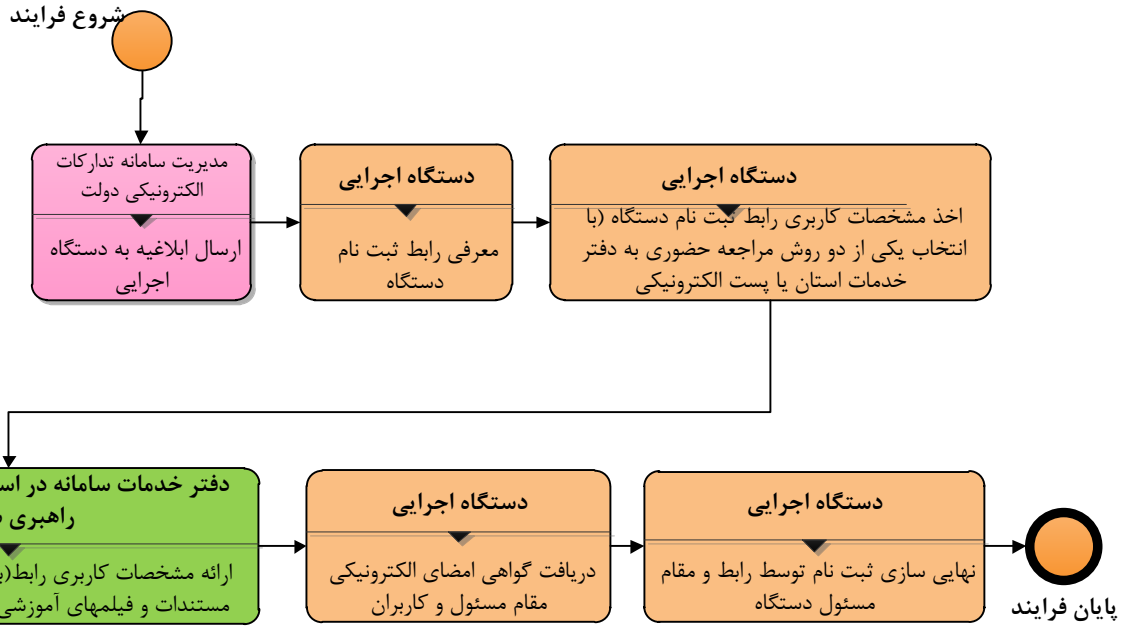 شروع فرایند
مدیریت سامانه تدارکات
الکترونیکی دولت
ارسال ابلاغیه به دستگاه
اجرایی
دستگاه اجرایی
معرفی رابط ثبت نام
دستگاه
دستگاه اجرایی
اخذ مشخصات کاربری رابط ثبت نام دستگاه (با
انتخاب یکی از دو روش مراجعه حضوری به دفتر
خدمات استان یا پست الکترونیکی
دفتر خدمات سامانه در
راهبری
ارائه مشخصات کاربری رابط(
مستندات و فیلمهای آموزشی
دستگاه اجرایی
دریافت گواهی امضای الکترونیکی
مقام مسئول و کاربران
دستگاه اجرایی
نهایی سازی ثبت نام توسط رابط و مقام
مسئول دستگاه
پایان فرایند